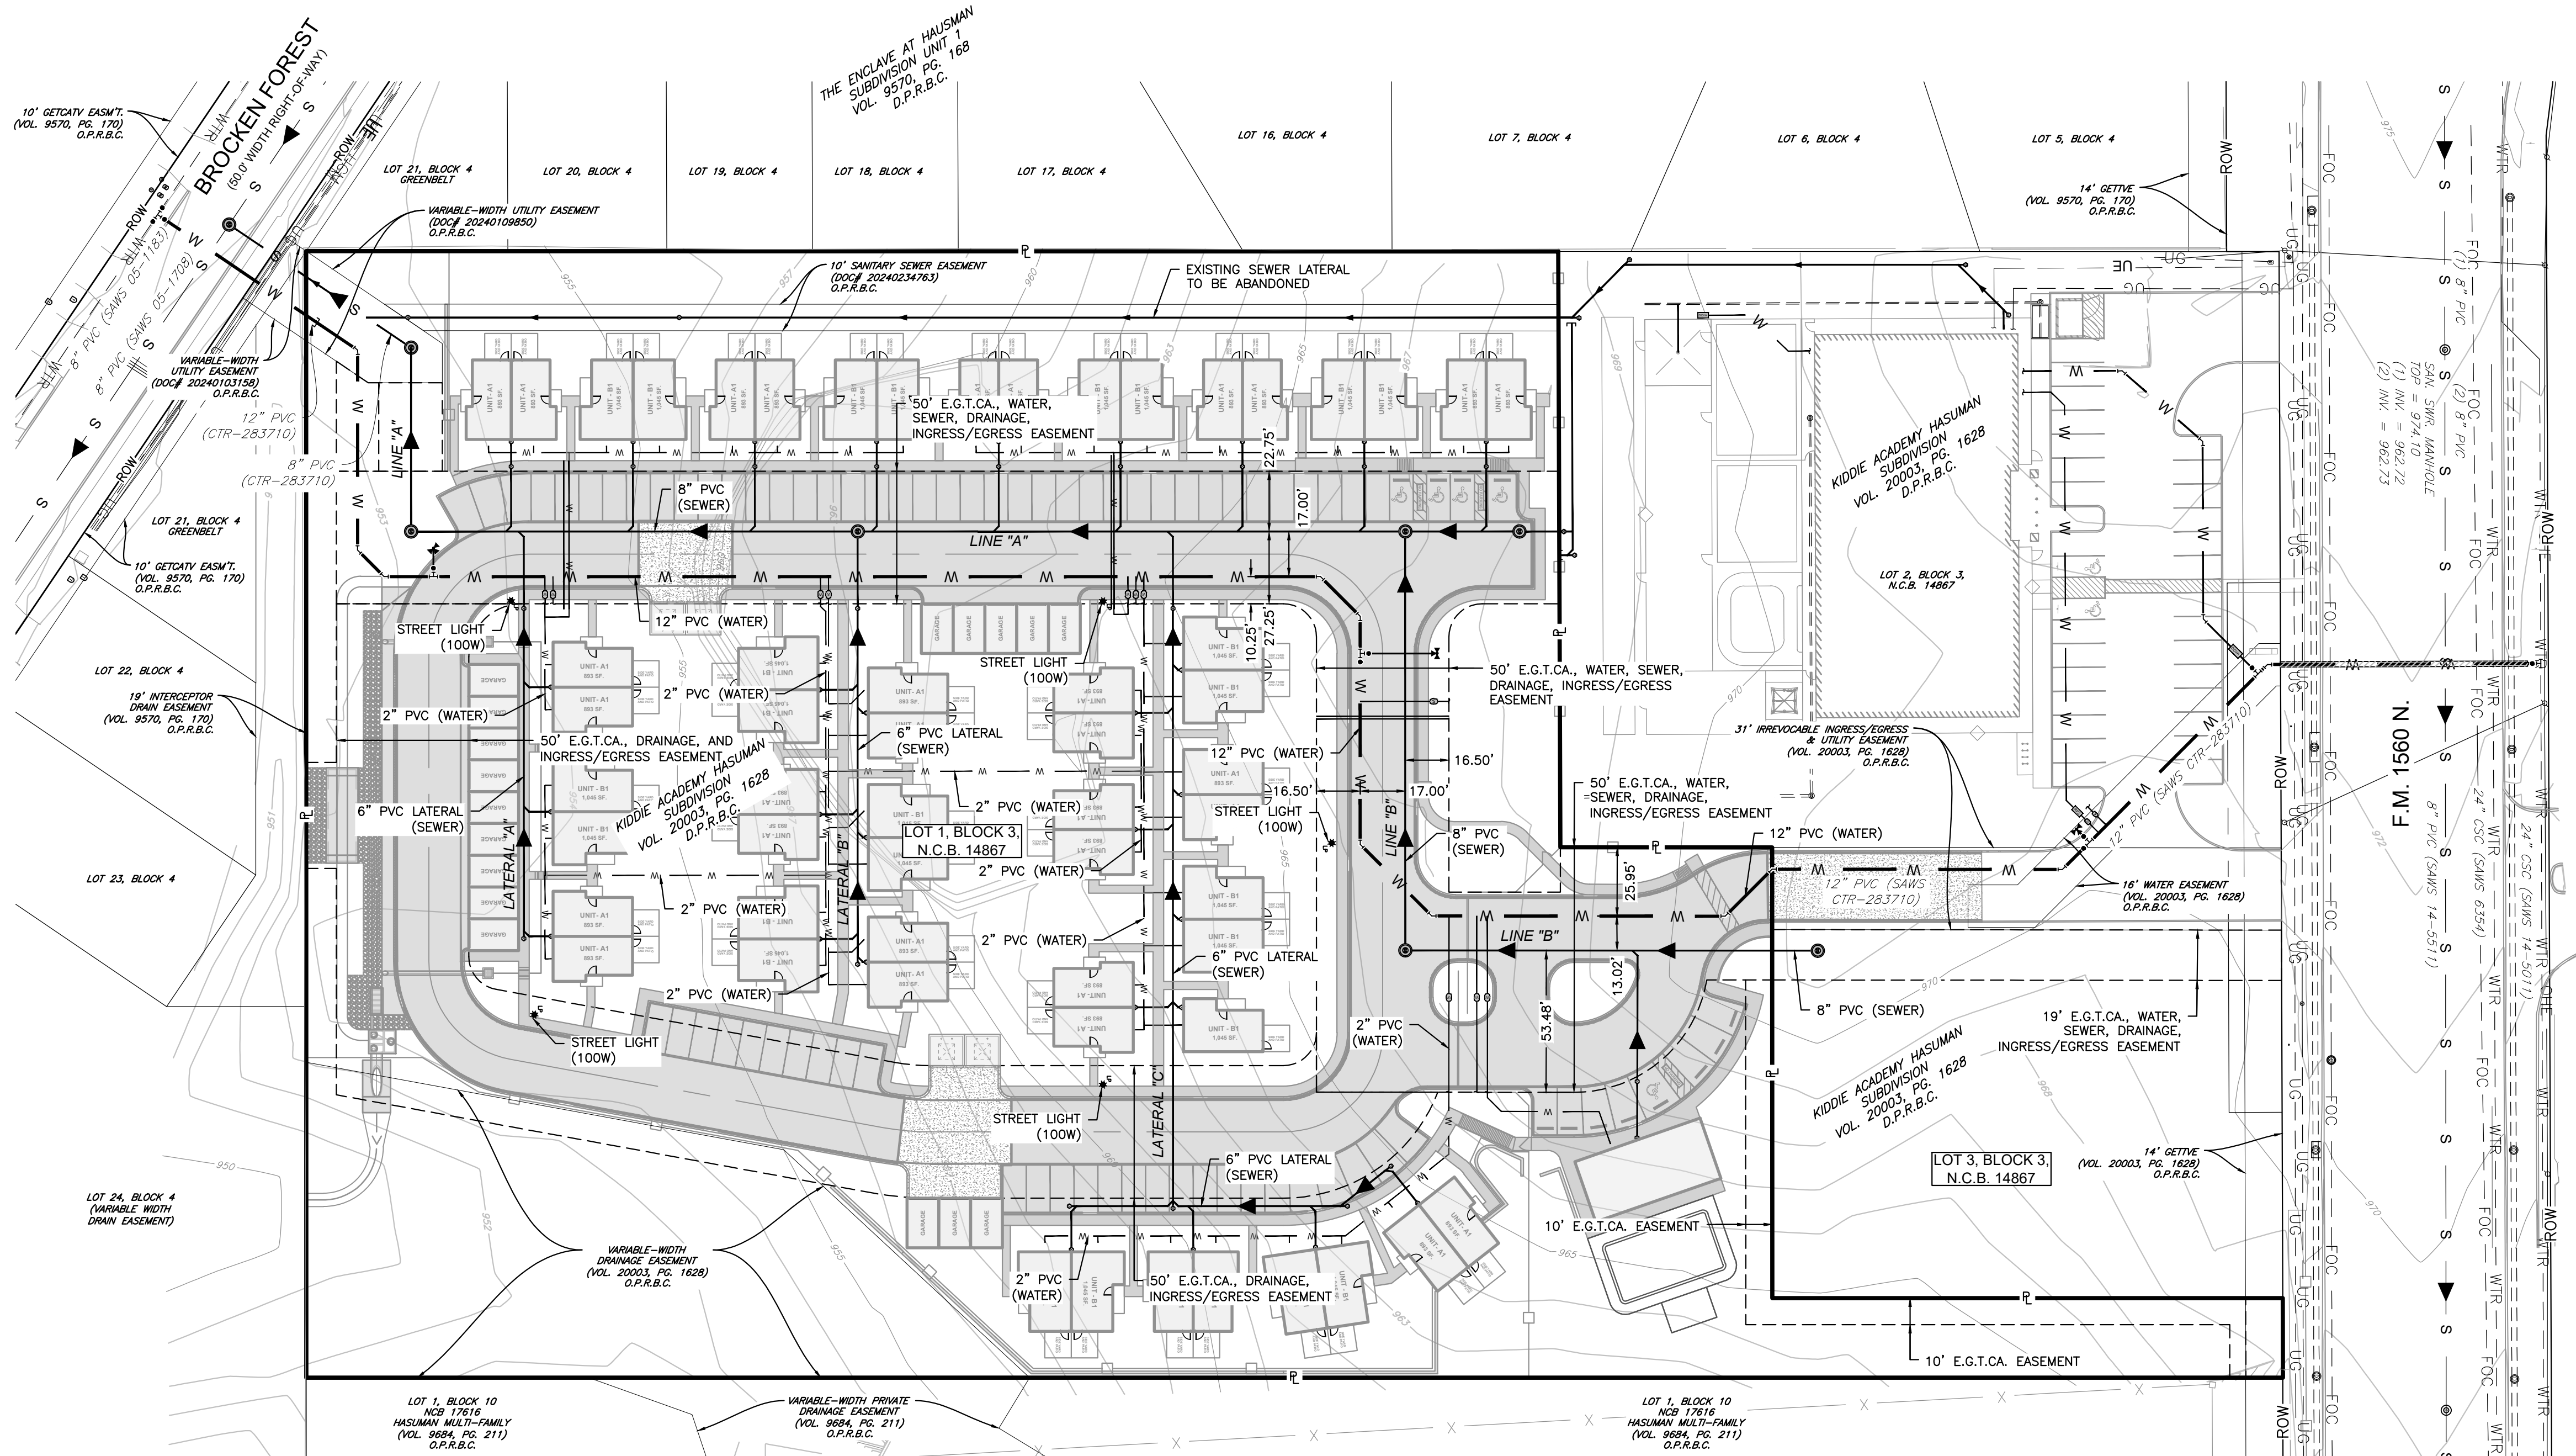 THE ENCLAVE AT HAUSMAN
SUBDIVISION UNIT 1
VOL. 9570, PG. 168
D.P.R.B.C.
BROCKEN FOREST
(50.0' WIDTH RIGHT-OF-WAY)
10' GETCATV EASM'T.
(VOL. 9570, PG. 170)
O.P.R.B.C.
LOT 21, BLOCK 4
GREENBELT
LOT 20, BLOCK 4
LOT 19, BLOCK 4
LOT 18, BLOCK 4
LOT 17, BLOCK 4
LOT 16, BLOCK 4
LOT 7, BLOCK 4
LOT 6, BLOCK 4
LOT 5, BLOCK 4
14' GETTVE
(VOL. 9570, PG. 170)
O.P.R.B.C.
VARIABLE-WIDTH UTILITY EASEMENT
(DOC# 20240109850)
O.P.R.B.C.
10' SANITARY SEWER EASEMENT
(DOC# 20240234763)
O.P.R.B.C.
EXISTING SEWER LATERAL
TO BE ABANDONED
8" PVC (SAWS 05-1183)
8" PVC (SAWS 05-1708)
VARIABLE-WIDTH
UTILITY EASEMENT
(DOC# 20240103158)
O.P.R.B.C.
12" PVC
(CTR-283710)
8" PVC
(CTR-283710)
LINE "A"
50' E.G.T.CA., WATER,
SEWER, DRAINAGE,
INGRESS/EGRESS EASEMENT
22.75'
17.00'
8" PVC
(SEWER)
LINE "A"
KIDDIE ACADEMY HASUMAN
SUBDIVISION
VOL. 20003, PG. 1628
D.P.R.B.C.
LOT 2, BLOCK 3,
N.C.B. 14867
SAN. SWR. MANHOLE
TOP = 974.10
(1) INV. = 962.72
(2) INV. = 962.73
(1) 8" PVC
(2) 8" PVC
LOT 21, BLOCK 4
GREENBELT
10' GETCATV EASM'T.
(VOL. 9570, PG. 170)
O.P.R.B.C.
STREET LIGHT
(100W)
12" PVC (WATER)
STREET LIGHT
(100W)
10.25'
27.25'
LOT 22, BLOCK 4
19' INTERCEPTOR
DRAIN EASEMENT
(VOL. 9570, PG. 170)
O.P.R.B.C.
2" PVC (WATER)
2" PVC (WATER)
50' E.G.T.CA., DRAINAGE, AND
INGRESS/EGRESS EASEMENT
6" PVC LATERAL
(SEWER)
12" PVC (WATER)
50' E.G.T.CA., WATER, SEWER,
DRAINAGE, INGRESS/EGRESS
EASEMENT
16.50'
16.50'
17.00'
31' IRREVOCABLE INGRESS/EGRESS
& UTILITY EASEMENT
(VOL. 20003, PG. 1628)
O.P.R.B.C.
12" PVC (SAWS CTR-283710)
F.M. 1560 N.
8" PVC (SAWS 14-5511)
24" CSC (SAWS 6354)
24" CSC (SAWS 14-5011)
6" PVC LATERAL
(SEWER)
LATERAL "A"
KIDDIE ACADEMY HASUMAN
SUBDIVISION
VOL. 20003, PG. 1628
D.P.R.B.C.
LATERAL "B"
LOT 1, BLOCK 3,
N.C.B. 14867
2" PVC (WATER)
STREET LIGHT
(100W)
LINE "B"
8" PVC
(SEWER)
50' E.G.T.CA., WATER,
SEWER, DRAINAGE,
INGRESS/EGRESS EASEMENT
12" PVC (WATER)
25.95'
12" PVC (SAWS
CTR-283710)
16' WATER EASEMENT
(VOL. 20003, PG. 1628)
O.P.R.B.C.
LOT 23, BLOCK 4
2" PVC (WATER)
2" PVC (WATER)
2" PVC (WATER)
LINE "B"
6" PVC LATERAL
(SEWER)
2" PVC (WATER)
13.02'
53.48'
8" PVC (SEWER)
19' E.G.T.CA., WATER,
SEWER, DRAINAGE,
INGRESS/EGRESS EASEMENT
STREET LIGHT
(100W)
2" PVC
(WATER)
STREET LIGHT
(100W)
LATERAL "C"
KIDDIE ACADEMY HASUMAN
SUBDIVISION
VOL. 20003, PG. 1628
D.P.R.B.C.
LOT 3, BLOCK 3,
N.C.B. 14867
14' GETTVE
(VOL. 20003, PG. 1628)
O.P.R.B.C.
LOT 24, BLOCK 4
(VARIABLE WIDTH
DRAIN EASEMENT)
6" PVC LATERAL
(SEWER)
10' E.G.T.CA. EASEMENT
VARIABLE-WIDTH
DRAINAGE EASEMENT
(VOL. 20003, PG. 1628)
O.P.R.B.C.
2" PVC
(WATER)
50' E.G.T.CA., DRAINAGE,
INGRESS/EGRESS EASEMENT
10' E.G.T.CA. EASEMENT
LOT 1, BLOCK 10
NCB 17616
HASUMAN MULTI-FAMILY
(VOL. 9684, PG. 211)
O.P.R.B.C.
VARIABLE-WIDTH PRIVATE
DRAINAGE EASEMENT
(VOL. 9684, PG. 211)
O.P.R.B.C.
LOT 1, BLOCK 10
NCB 17616
HASUMAN MULTI-FAMILY
(VOL. 9684, PG. 211)
O.P.R.B.C.